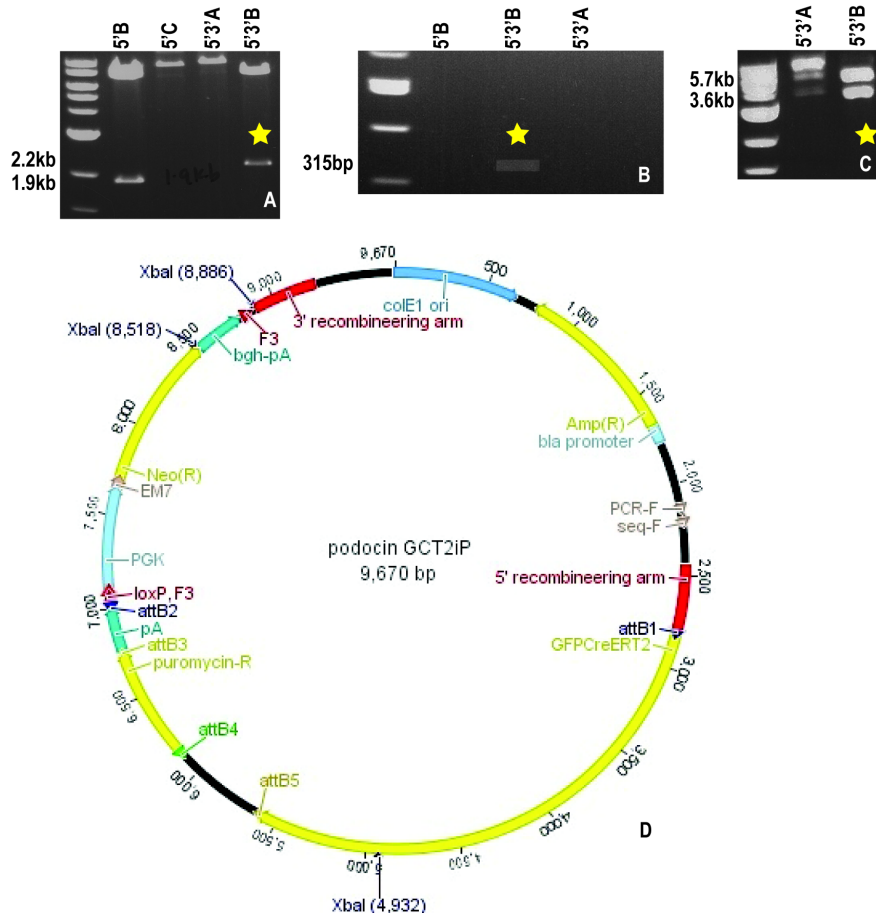 5'B
5'C
5'3'A
5'3'B
2.2kb
1.9kb
1.9kb
A
5'B
5'3'B
5'3'A
315bp
B
5'3'A
5'3'B
5.7kb
3.6kb
C
9,670
500
1,000
1,500
2,000
2,500
3,000
3,500
4,000
4,500
5,000
5,500
6,000
6,500
7,000
7,500
8,000
8,500
9,000
XbaI (8,886)
XbaI (8,518)
colE1 ori
3' recombineering arm
F3
bgh-pA
Amp(R)
bla promoter
Neo(R)
EM7
PCR-F
seq-F
podocin GCT2iP
9,670 bp
PGK
5' recombineering arm
loxP, F3
attB2
pA
attB1
attB3
GFPCreERT2
puromycin-R
attB4
attB5
D
XbaI (4,932)